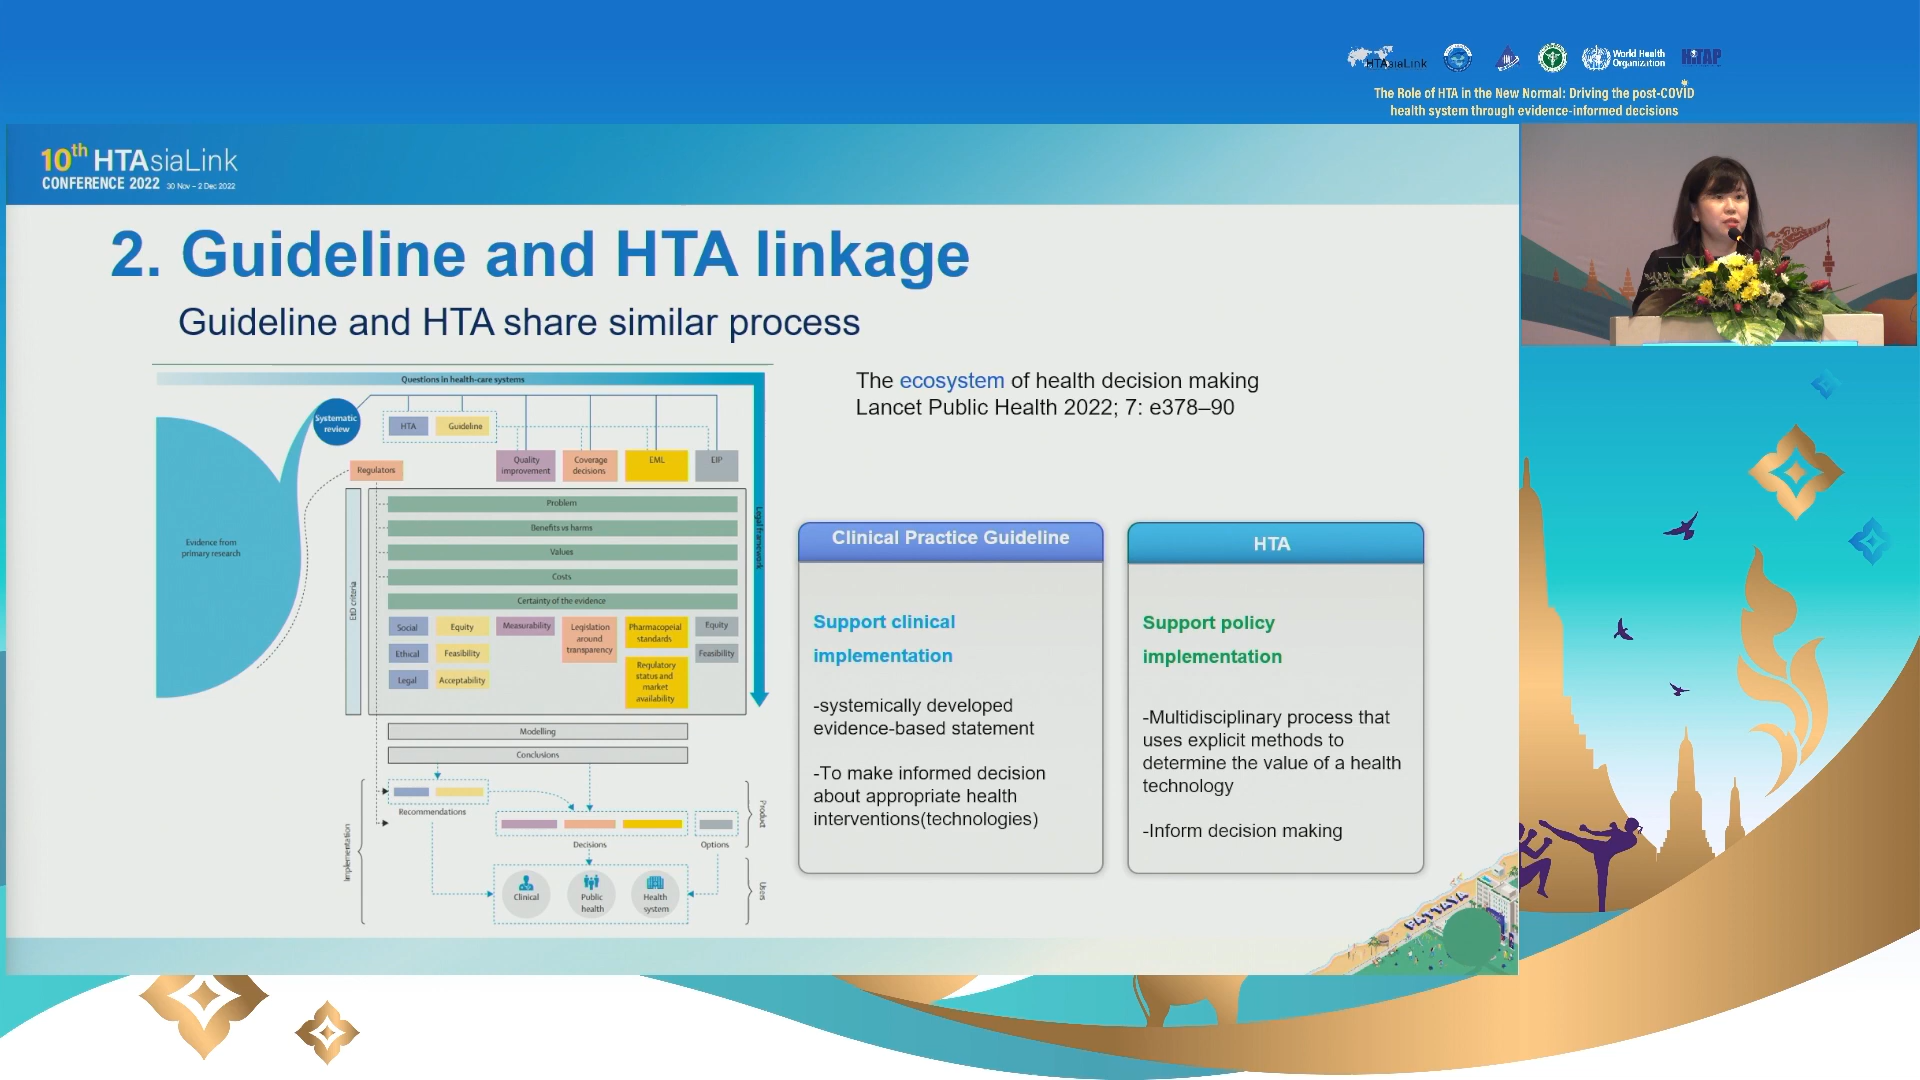 HTAsiaLink
World Health
Organization
HITAP
The Role of HTA in the New Normal: Driving the post-COVID
health system through evidence-informed decisions
10th HTAsiaLink
CONFERENCE 2022 30 Nov – 2 Dec 2022
2. Guideline and HTA linkage
Guideline and HTA share similar process
Questions in health-care systems
Systematic
review
HTA
Guideline
Regulators
Quality
improvement
Coverage
decisions
EML
EIP
Legal framework
Evidence from
primary research
EtD criteria
Problem
Benefits vs harms
Values
Costs
Certainty of the evidence
Social
Ethical
Legal
Equity
Feasibility
Acceptability
Measurability
Legislation
around
transparency
Pharmacopeial
standards
Regulatory
status and
market
availability
Equity
Feasibility
Modelling
Conclusions
Recommendations
Decisions
Options
Implementation
Product
Users
Clinical
Public
health
Health
system
The ecosystem of health decision making
Lancet Public Health 2022; 7: e378–90
Clinical Practice Guideline
Support clinical
implementation
-systemically developed
evidence-based statement
-To make informed decision
about appropriate health
interventions(technologies)
HTA
Support policy
implementation
-Multidisciplinary process that
uses explicit methods to
determine the value of a health
technology
-Inform decision making
PATTAYA